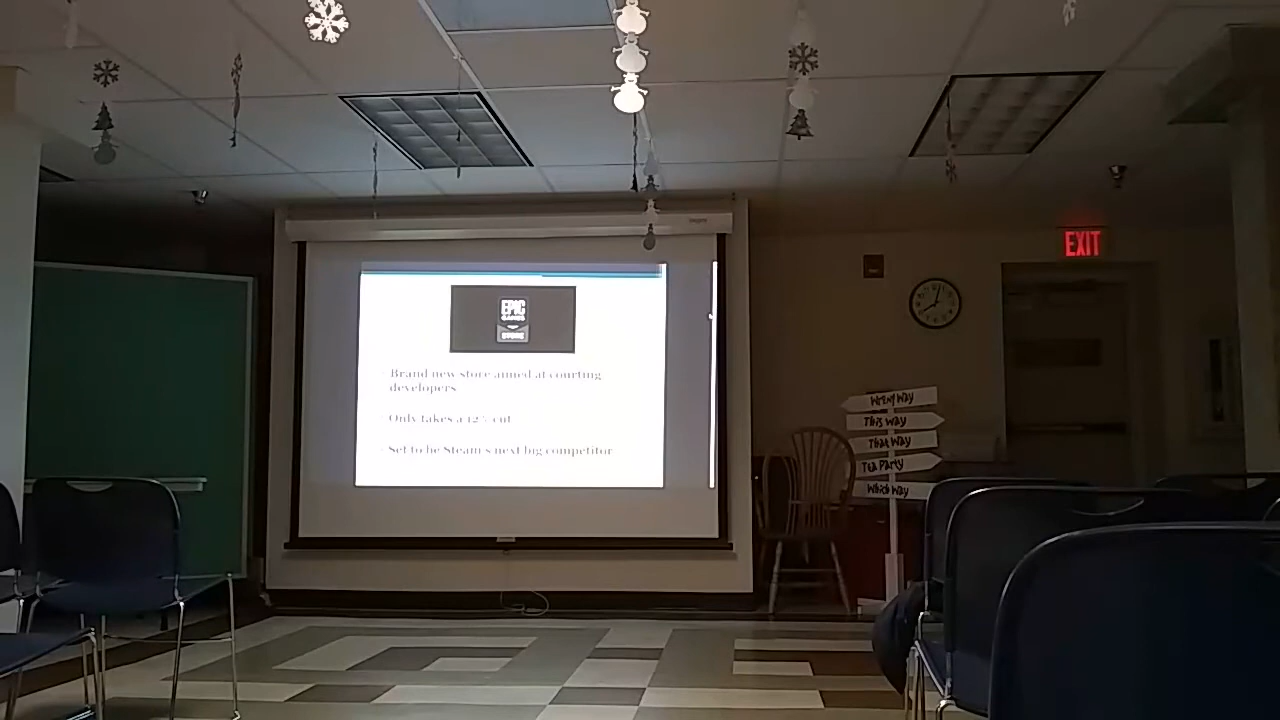 EPIC
GAMES
STORE
Brand new store aimed at courting
developers
Only takes a 12% cut
Set to be Steam's next big competitor
EXIT
Wrong Way
This Way
That Way
Tea Party
Which Way